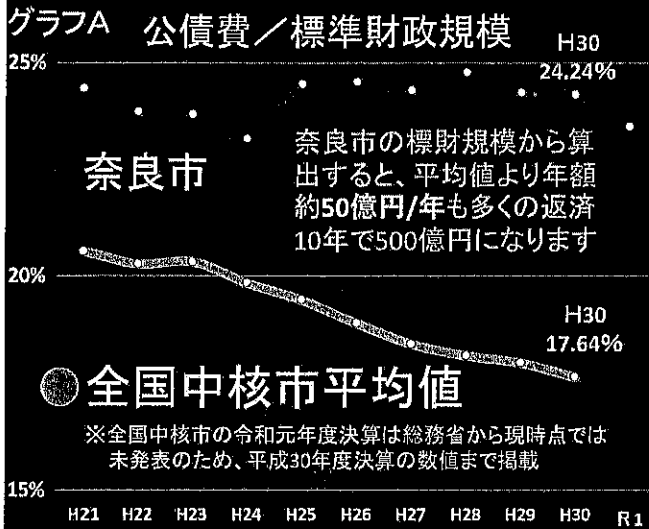 グラフA 公債費／標準財政規模
H30
24.24%
25%
奈良市
奈良市の標財規模から算
出すると、平均値より年額
約50億円/年も多くの返済
10年で500億円になります
20%
H30
17.64%
全国中核市平均値
※全国中核市の令和元年度決算は総務省から現時点では
未発表のため、平成30年度決算の数値まで掲載
15%
H21 H22 H23 H24 H25 H26 H27 H28 H29 H30 R1